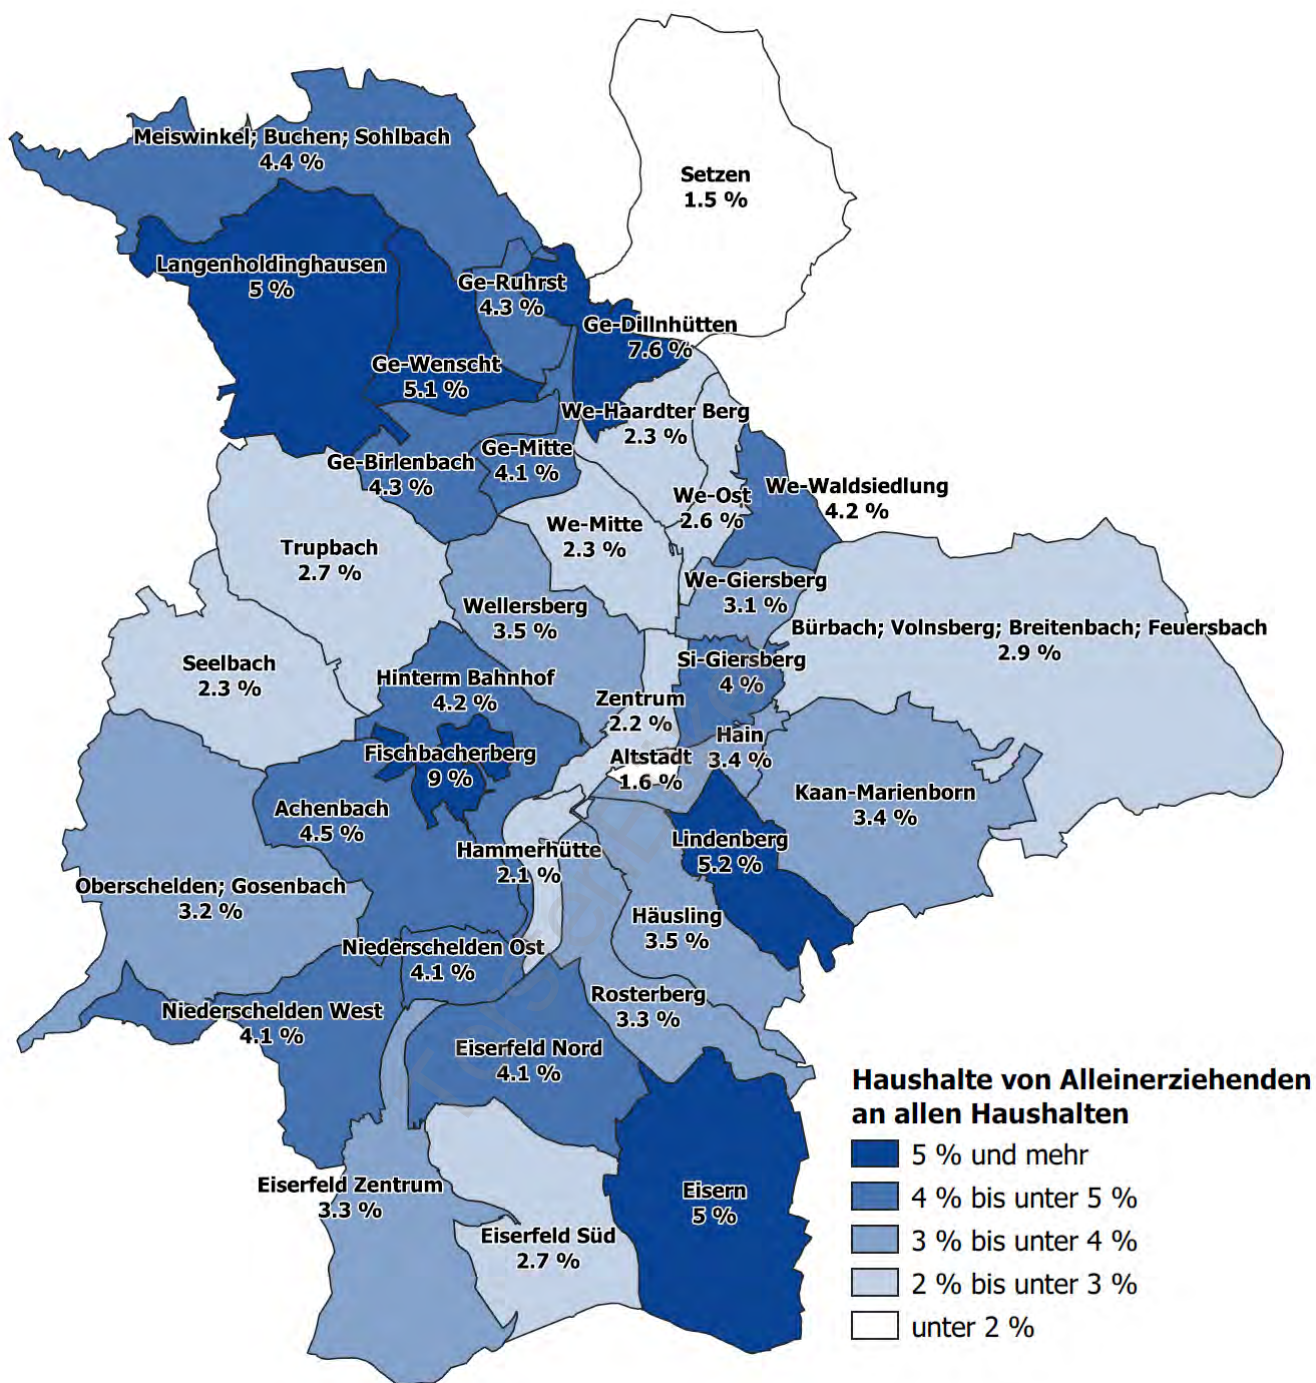 Meiswinkel; Buchen; Sohlbach
4.4 %
Setzen
1.5 %
Langenholdinghausen
5 %
Ge-Ruhrst
4.3 %
Ge-Dillnhütten
7.6 %
Ge-Wenscht
5.1 %
We-Haardter Berg
2.3 %
Ge-Mitte
4.1 %
Ge-Birlenbach
4.3 %
We-Waldsiedlung
4.2 %
We-Ost
2.6 %
We-Mitte
2.3 %
Trupbach
2.7 %
We-Giersberg
3.1 %
Wellersberg
3.5 %
Bürbach; Volnsberg; Breitenbach; Feuersbach
2.9 %
Seelbach
2.3 %
Si-Giersberg
4 %
Hinterm Bahnhof
4.2 %
Zentrum
2.2 %
Hain
3.4 %
Fischbacherberg
9 %
Altstadt
1.6 %
Kaan-Marienborn
3.4 %
Achenbach
4.5 %
Lindenberg
5.2 %
Hammerhütte
2.1 %
Oberschelden; Gosenbach
3.2 %
Häusling
3.5 %
Niederschelden Ost
4.1 %
Rosterberg
3.3 %
Niederschelden West
4.1 %
Eiserfeld Nord
4.1 %
Eiserfeld Zentrum
3.3 %
Eisern
5 %
Eiserfeld Süd
2.7 %
Haushalte von Alleinerziehenden
an allen Haushalten
5 % und mehr
4 % bis unter 5 %
3 % bis unter 4 %
2 % bis unter 3 %
unter 2 %